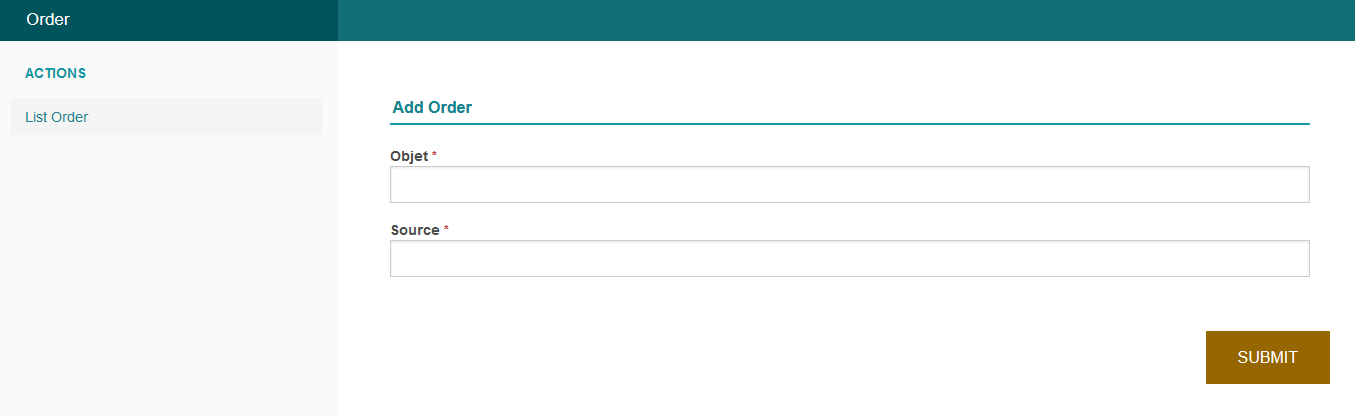 Order
ACTIONS
List Order
Add Order
Objet *
Source *
SUBMIT